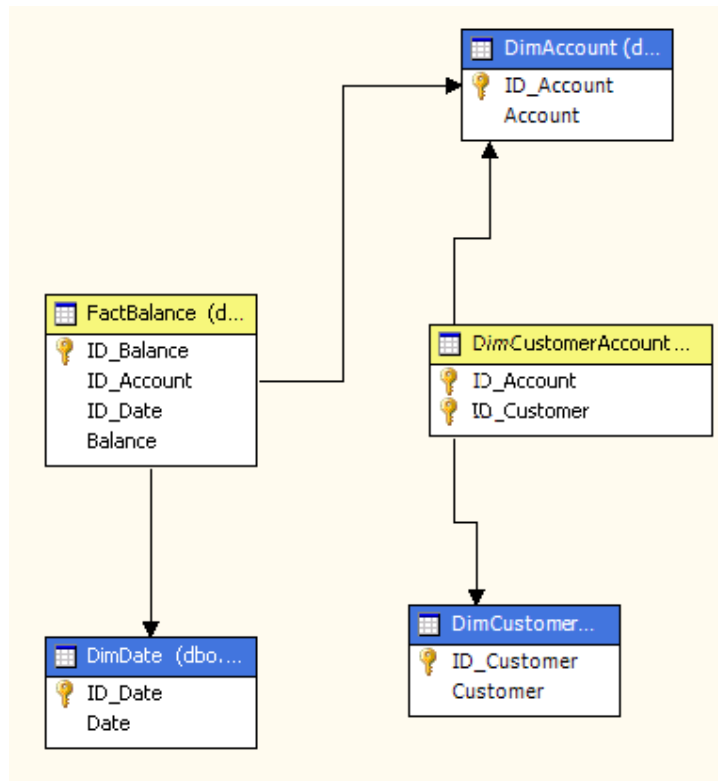 DimAccount (d...
ID_Account
Account
FactBalance (d...
ID_Balance
ID_Account
ID_Date
Balance
DimCustomerAccount ...
ID_Account
ID_Customer
DimDate (dbo....
ID_Date
Date
DimCustomer...
ID_Customer
Customer